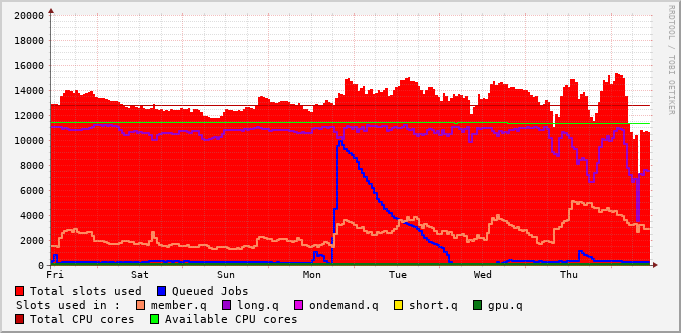 20000
18000
16000
14000
12000
10000
8000
6000
4000
2000
0
Fri Sat Sun Mon Tue Wed Thu
Total slots used Queued Jobs
Slots used in : member.q long.q ondemand.q short.q gpu.q
Total CPU cores Available CPU cores
RRDTOOL / TOBI OETIKER